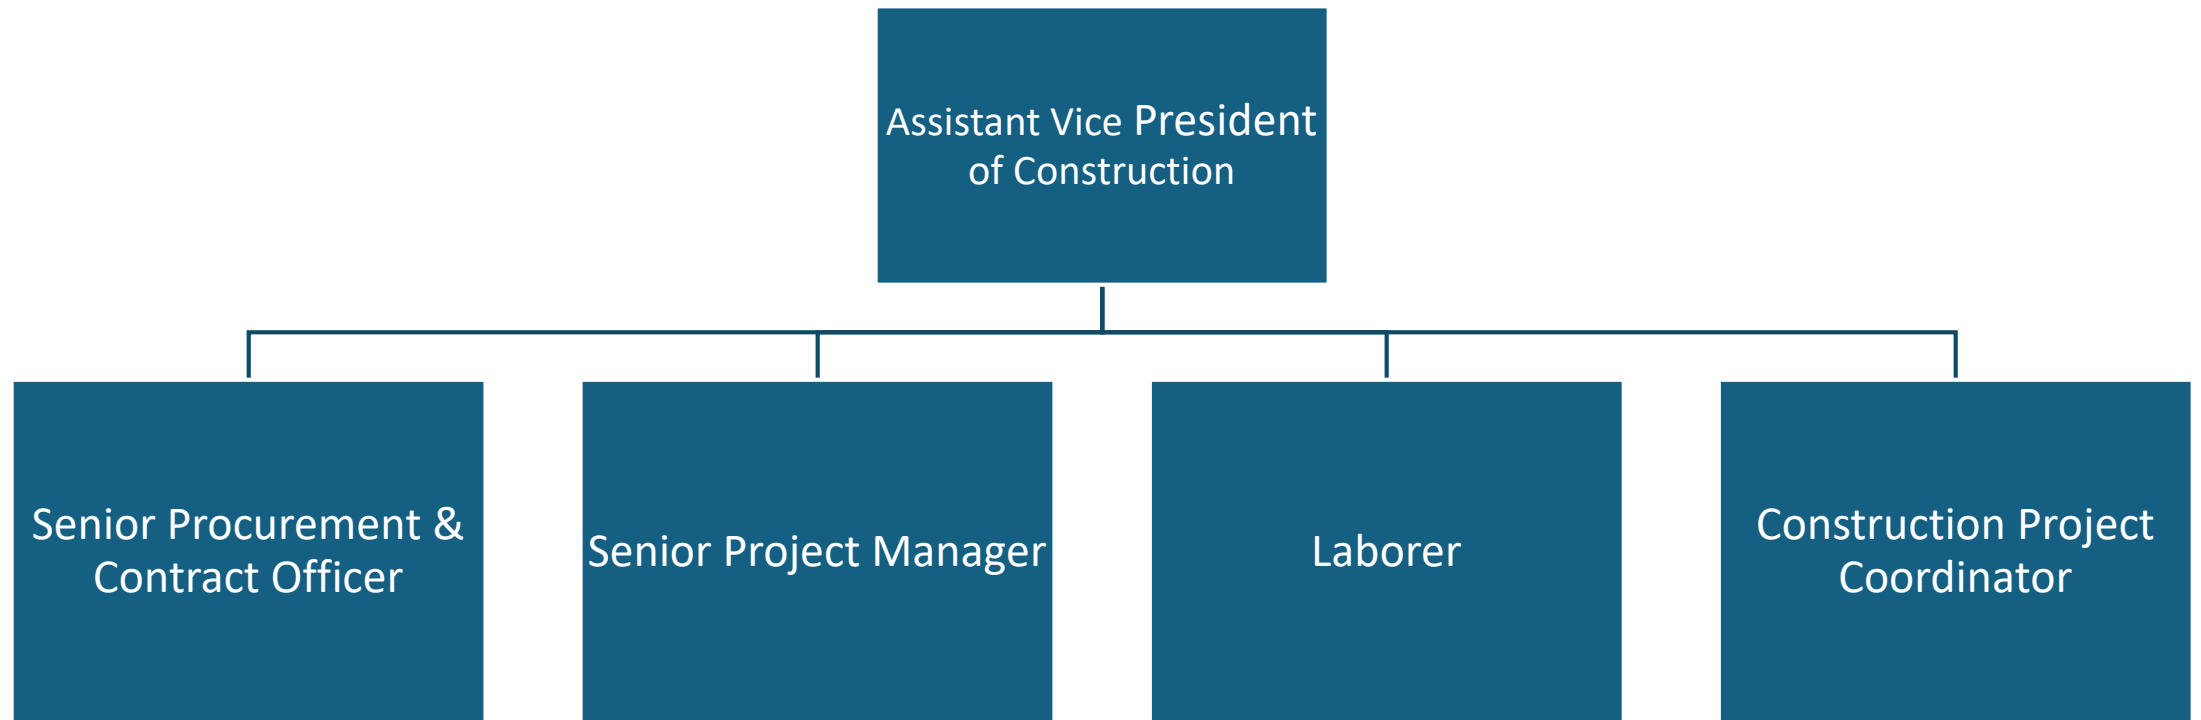 Assistant Vice President
of Construction
Senior Procurement &
Contract Officer
Senior Project Manager
Laborer
Construction Project
Coordinator